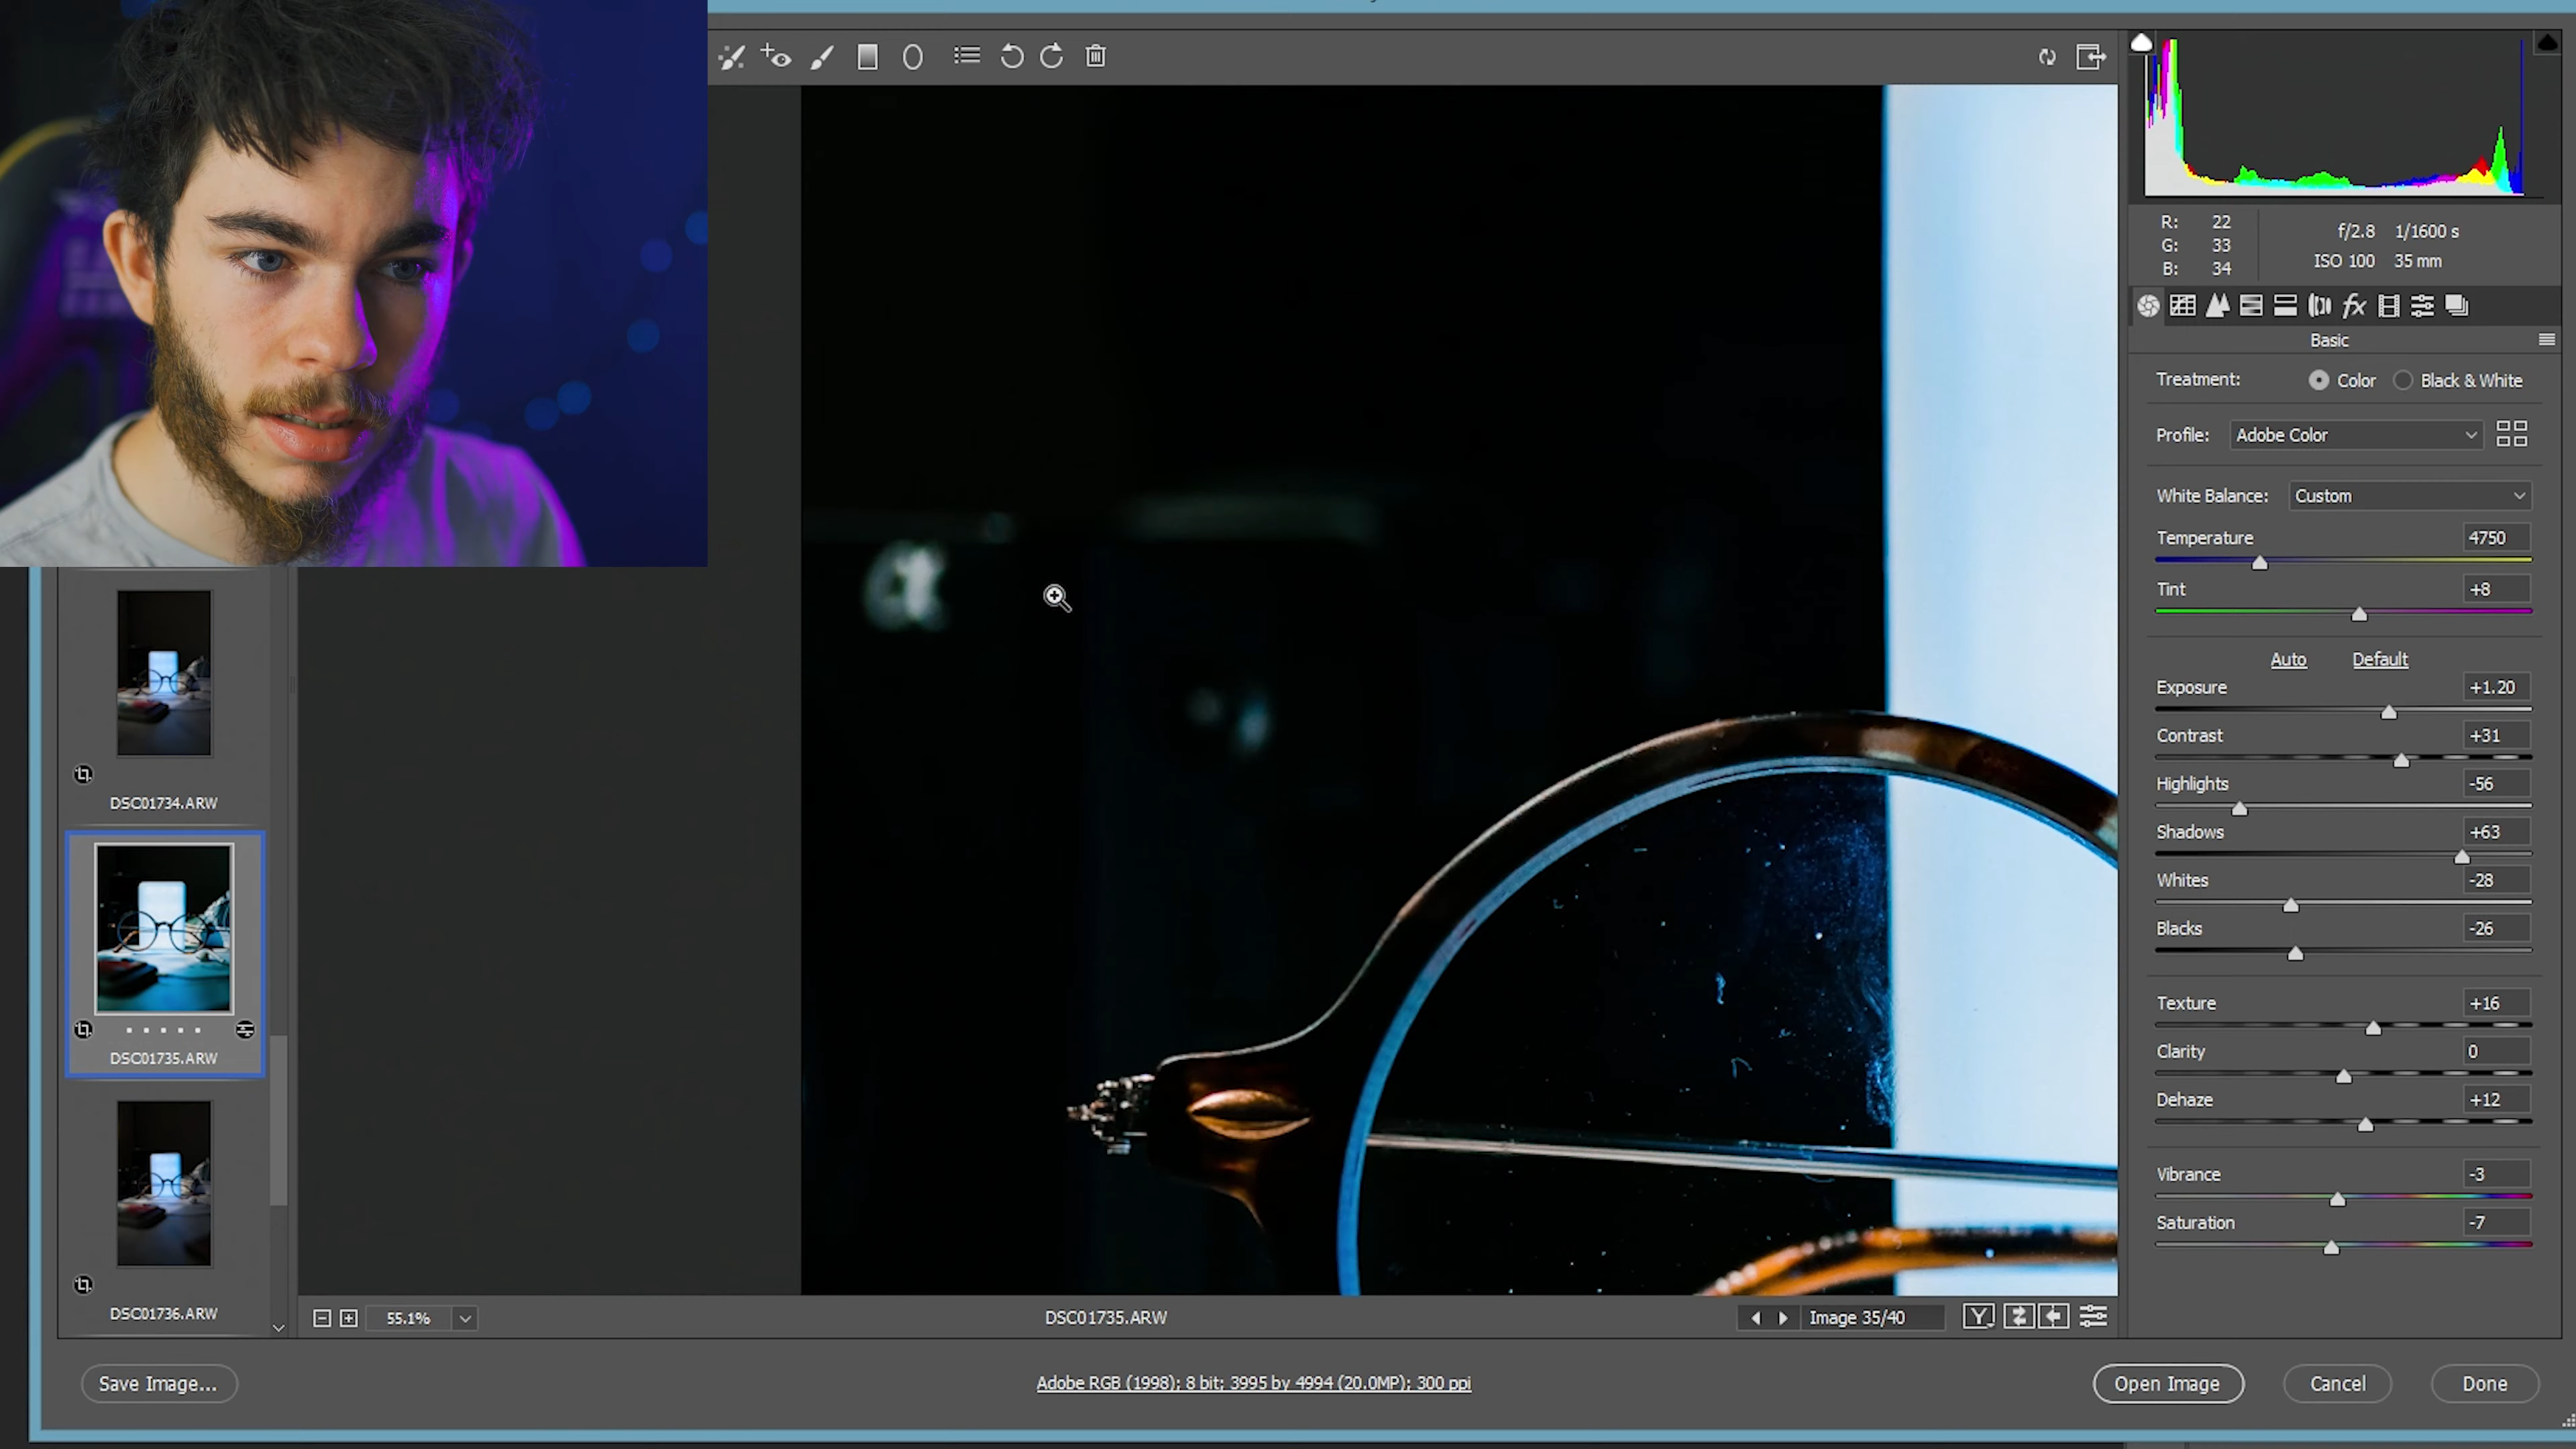 R: 22
G: 33
B: 34
f/2.8 1/1600 s
ISO 100 35 mm
fx
Basic
Treatment: Color Black & White
Profile: Adobe Color
White Balance: Custom
Temperature 4750
Tint +8
Auto Default
Exposure +1.20
Contrast +31
Highlights -56
Shadows +63
Whites -28
Blacks -26
Texture +16
Clarity 0
Dehaze +12
Vibrance -3
Saturation -7
α
DSC01734.ARW
DSC01735.ARW
DSC01736.ARW
55.1%
DSC01735.ARW
Image 35/40
Y
Save Image...
Adobe RGB (1998); 8 bit; 3995 by 4994 (20.0MP); 300 ppi
Open Image
Cancel
Done